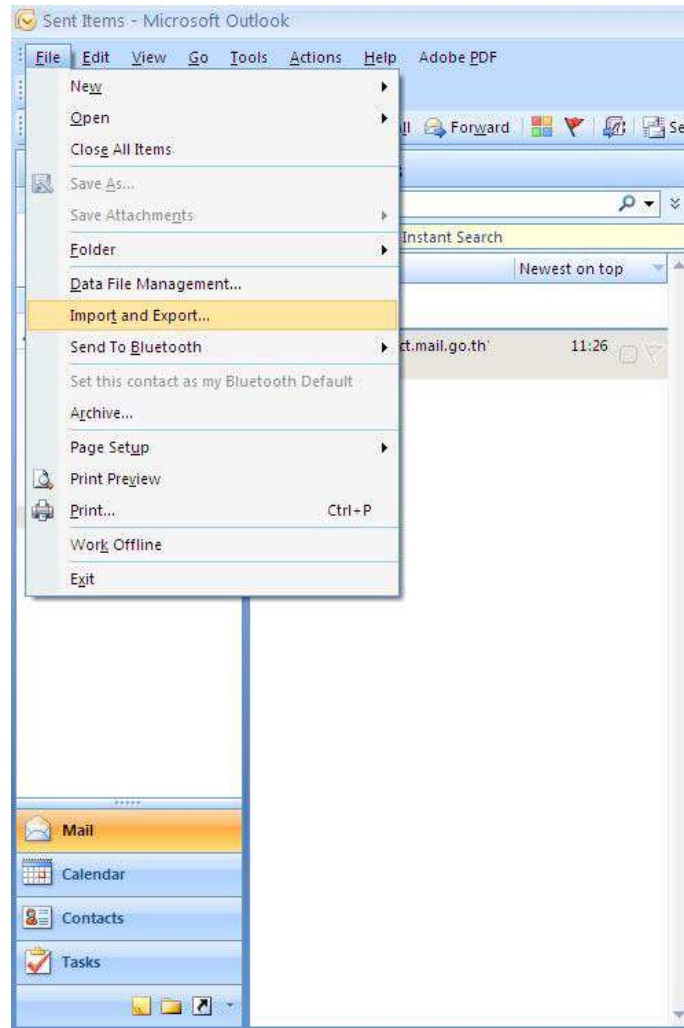 Sent Items - Microsoft Outlook
File Edit View Go Tools Actions Help Adobe PDF
New
Open
Forward
Close All Items
Save As...
Save Attachments
Instant Search
Folder
Newest on top
Data File Management...
Import and Export...
Send To Bluetooth
ct.mail.go.th' 11:26
Set this contact as my Bluetooth Default
Archive...
Page Setup
Print Preview
Print... Ctrl+P
Work Offline
Exit
Mail
Calendar
Contacts
Tasks